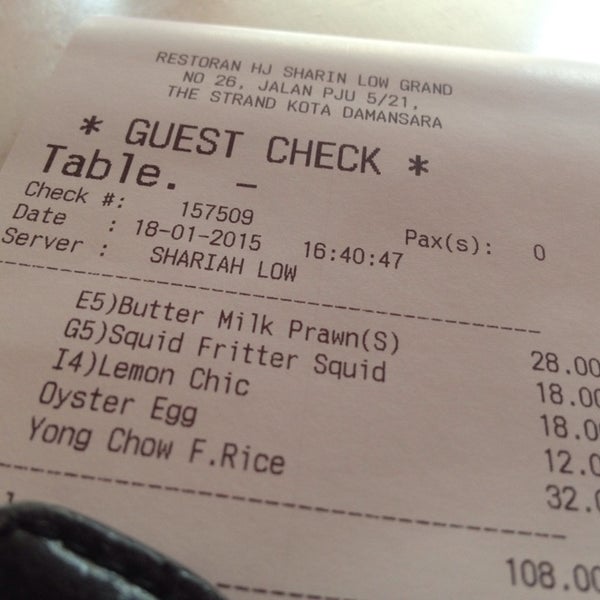 RESTORAN HJ SHARIN LOW GRAND
NO 26, JALAN PJU 5/21,
THE STRAND KOTA DAMANSARA
* GUEST CHECK *
Table. _
Check #: 157509 Pax(s): 0
Date : 18-01-2015 16:40:47
Server : SHARIAH LOW
E5)Butter Milk Prawn(S) 28.00
G5)Squid Fritter Squid 18.00
I4)Lemon Chic 18.0
Oyster Egg 12.0
Yong Chow F.Rice 32.
108.00